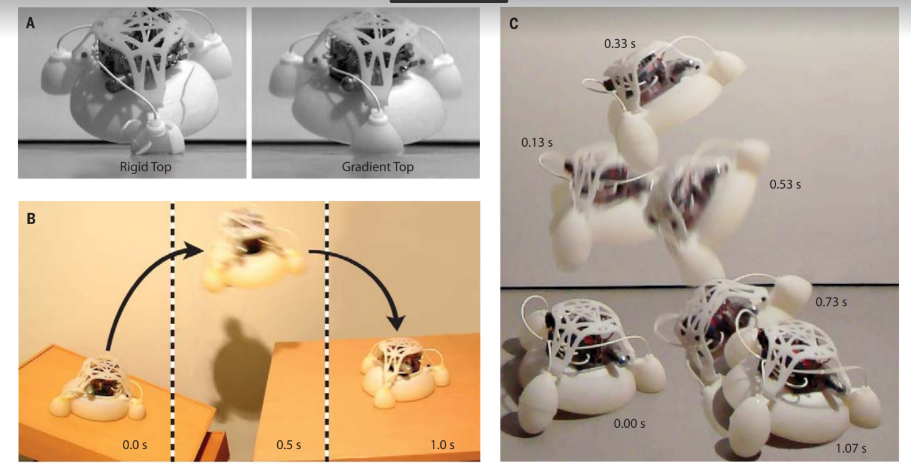 A
Rigid Top
Gradient Top
B
0.0 s
0.5 s
1.0 s
C
0.33 s
0.13 s
0.53 s
0.73 s
0.00 s
1.07 s